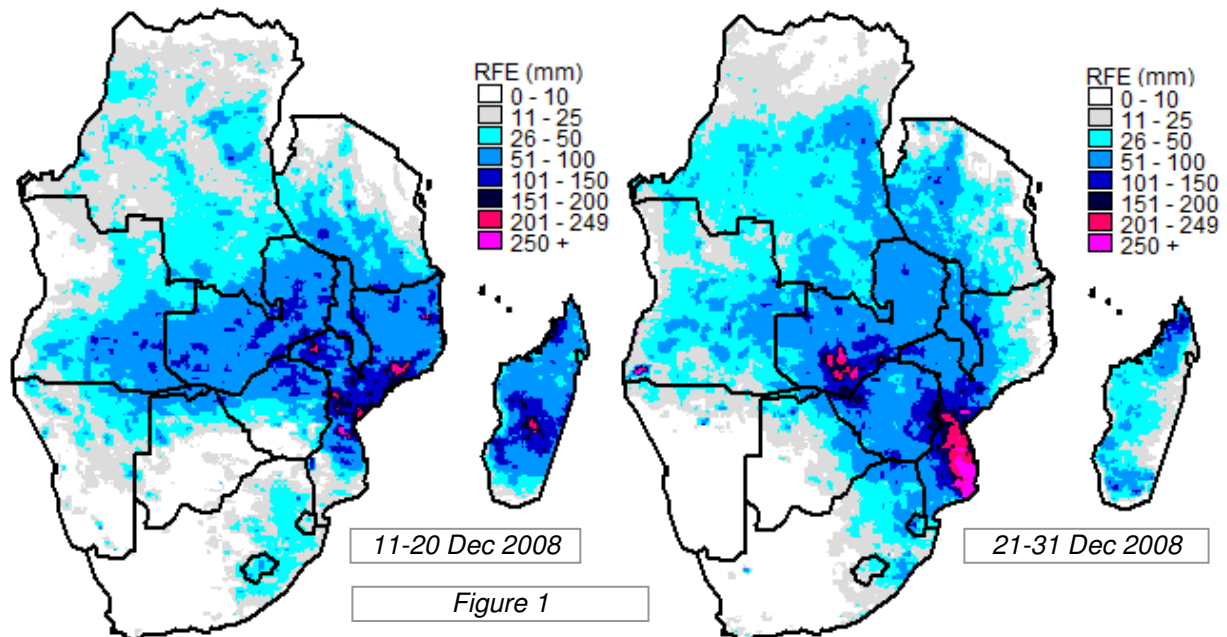 RFE (mm)
0 - 10
11 - 25
26 - 50
51 - 100
101 - 150
151 - 200
201 - 249
250 +
11-20 Dec 2008
RFE (mm)
0 - 10
11 - 25
26 - 50
51 - 100
101 - 150
151 - 200
201 - 249
250 +
21-31 Dec 2008
Figure 1